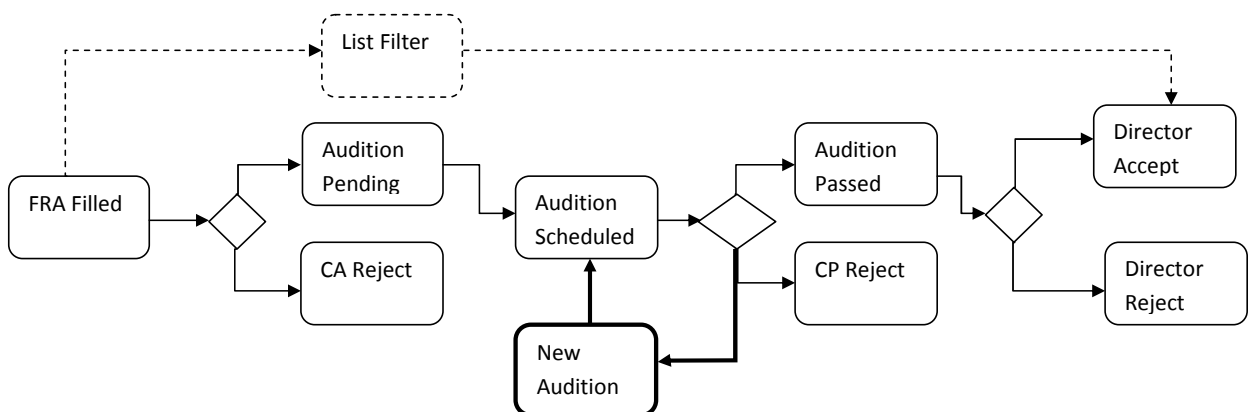 List Filter
FRA Filled
Audition
Pending
CA Reject
Audition
Scheduled
New
Audition
Audition
Passed
CP Reject
Director
Accept
Director
Reject